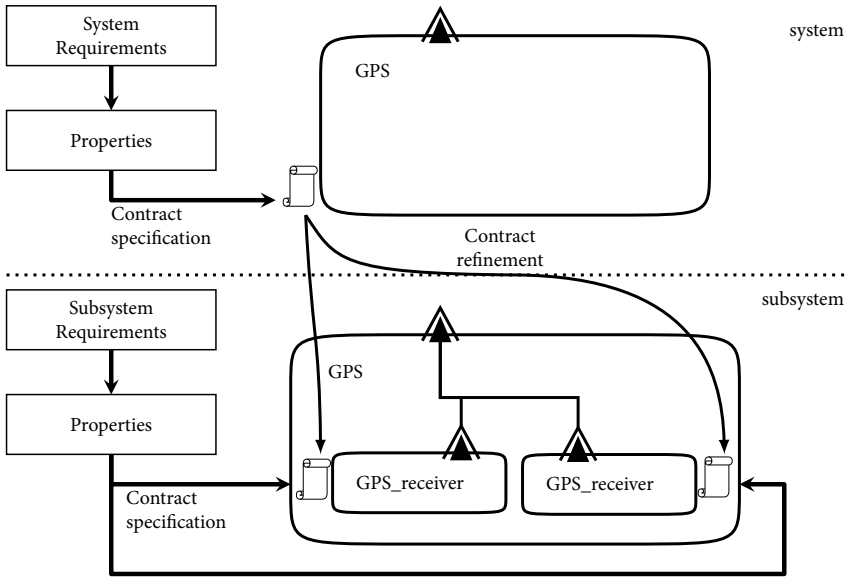 System
Requirements
system
GPS
Properties
Contract
specification
Contract
refinement
subsystem
Subsystem
Requirements
GPS
Properties
GPS_receiver
GPS_receiver
Contract
specification